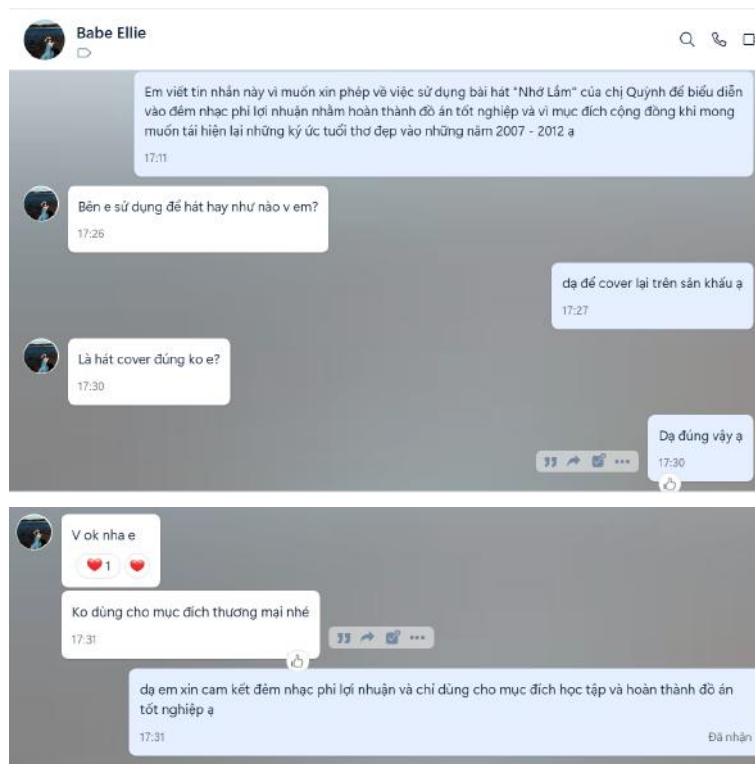 Babe Ellie
Em viết tin nhắn này vì muốn xin phép về việc sử dụng bài hát "Nhớ Lắm" của chị Quỳnh để biểu diễn
vào đêm nhạc phi lợi nhuận nhằm hoàn thành đồ án tốt nghiệp và vì mục đích cộng đồng khi mong
muốn tái hiện lại những ký ức tuổi thơ đẹp vào những năm 2007 - 2012 ạ
17:11
Bên e sử dụng để hát hay như nào v em?
17:26
dạ để cover lại trên sân khấu ạ
17:27
Là hát cover đúng ko e?
17:30
Dạ đúng vậy ạ
17:30
V ok nha e
1
Ko dùng cho mục đích thương mại nhé
17:31
dạ em xin cam kết đêm nhạc phi lợi nhuận và chỉ dùng cho mục đích học tập và hoàn thành đồ án
tốt nghiệp ạ
17:31
Đã nhận